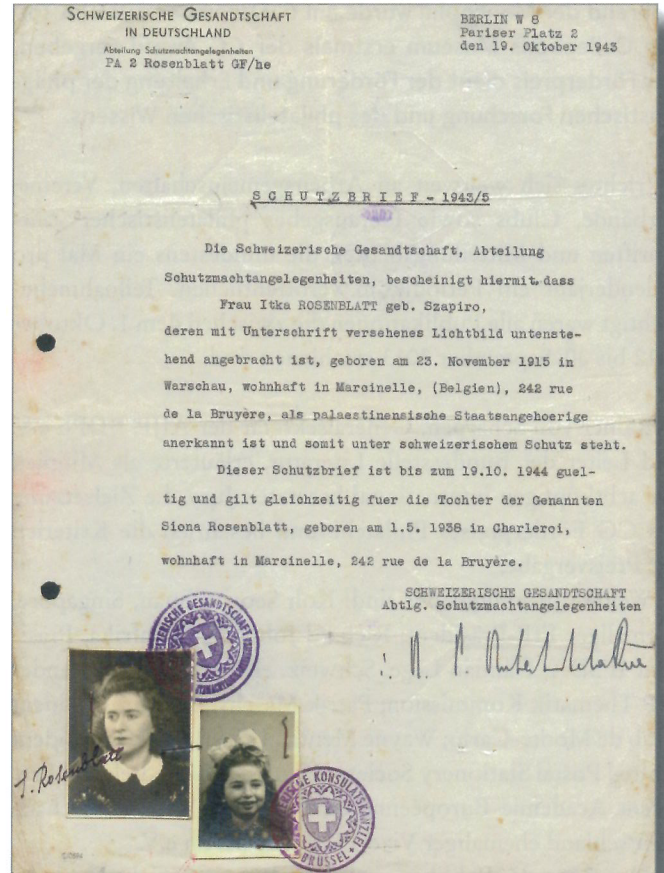 SCHWEIZERISCHE GESANDTSCHAFT
IN DEUTSCHLAND
Abteilung Schutzmachtangelegenheiten
PA 2 Rosenblatt GF/he
BERLIN W 8
Pariser Platz 2
den 19. Oktober 1943
SCHUTZBRIEF - 1943/5
Die Schweizerische Gesandtschaft, Abteilung
Schutzmachtangelegenheiten, bescheinigt hiermit dass
Frau Itka ROSENBLATT geb. Szapiro,
deren mit Unterschrift versehenes Lichtbild untenste-
hend angebracht ist, geboren am 23. November 1915 in
Warschau, wohnhaft in Marcinelle, (Belgien), 242 rue
de la Bruyère, als palaestinensische Staatsangehoerige
anerkannt ist und somit unter schweizerischem Schutz steht.
Dieser Schutzbrief ist bis zum 19.10. 1944 guel-
tig und gilt gleichzeitig fuer die Tochter der Genannten
Siona Rosenblatt, geboren am 1.5. 1938 in Charleroi,
wohnhaft in Marcinelle, 242 rue de la Bruyère.
SCHWEIZERISCHE GESANDTSCHAFT
Abtlg. Schutzmachtangelegenheiten
GESANDTSCHAFT
I. Rosenblatt
KONSULATSKANZLEI
BRÜSSEL